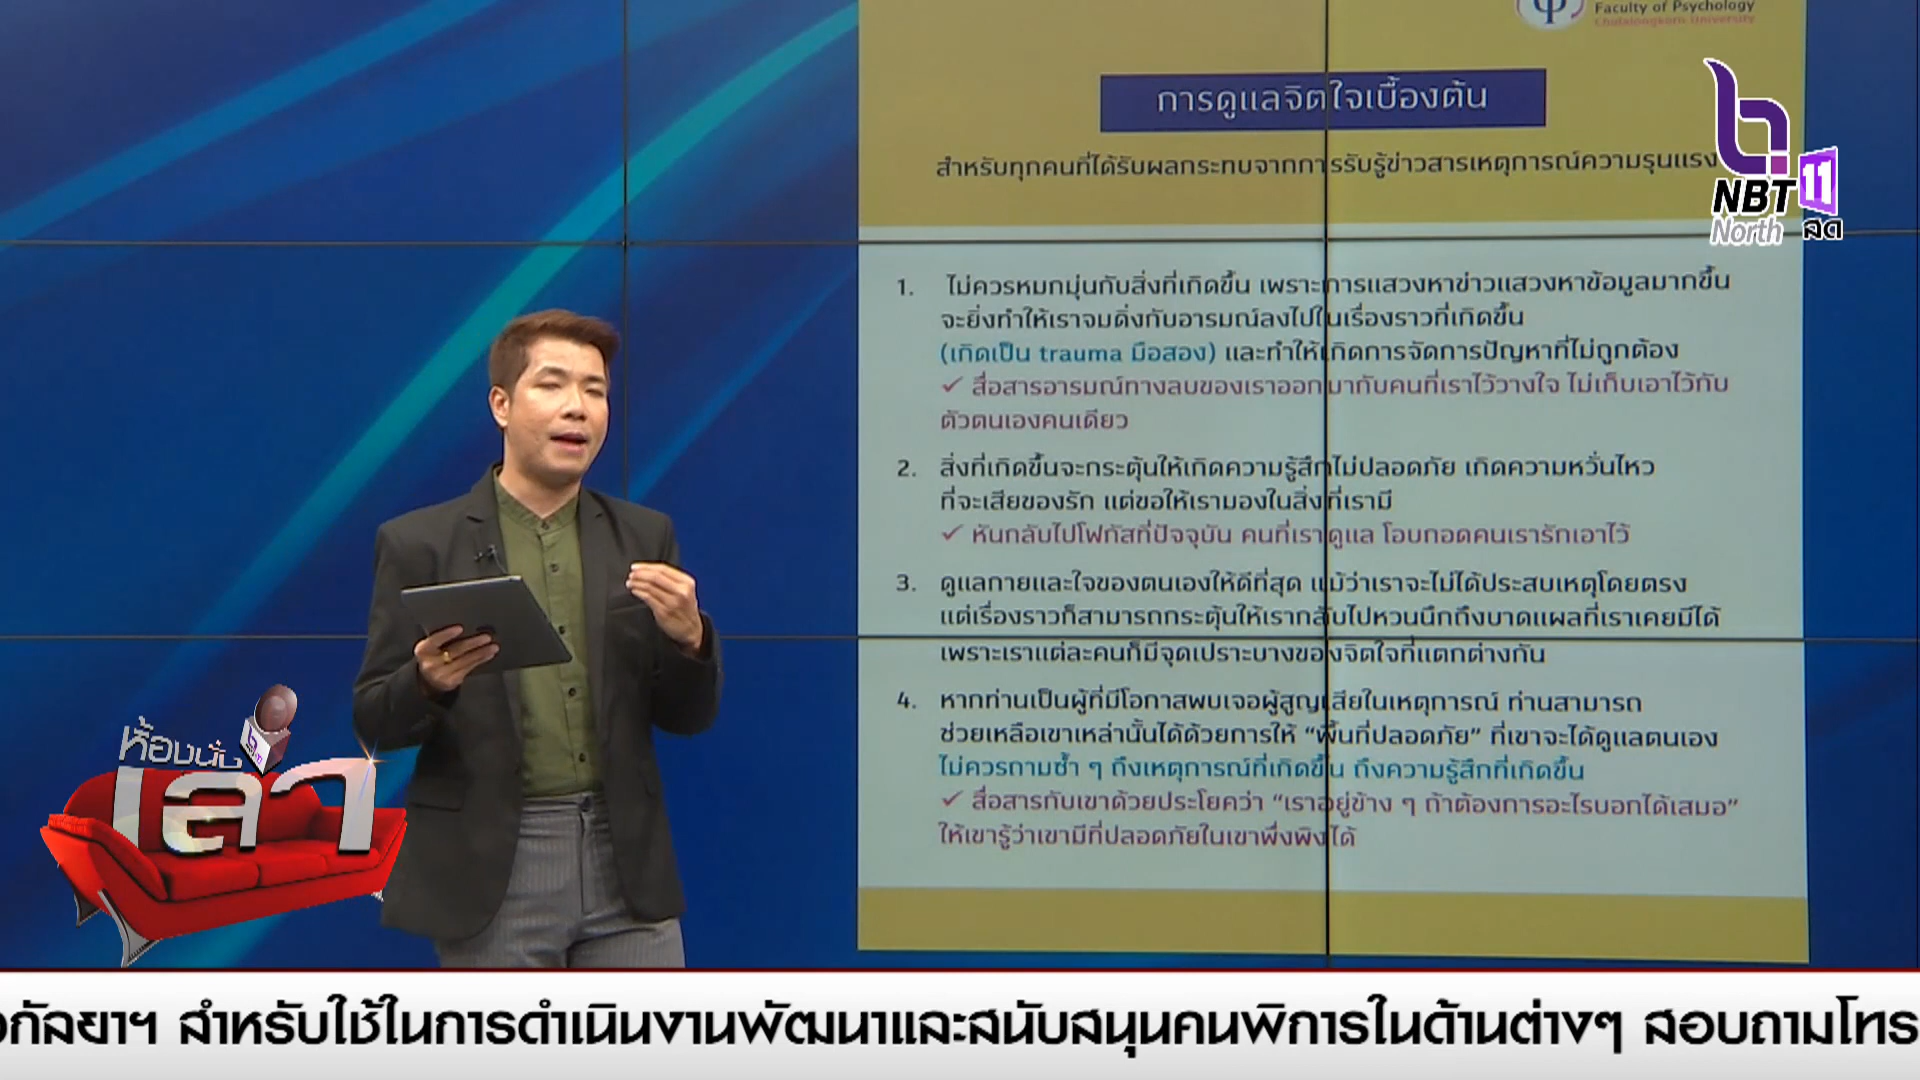 Faculty of Psychology
Chulalongkorn University
การดูแลจิตใจเบื้องต้น
สำหรับทุกคนที่ได้รับผลกระทบจากการรับรู้ข่าวสารเหตุการณ์ความรุนแรง
NBT 11
North สด
1. ไม่ควรหมกมุ่นกับสิ่งที่เกิดขึ้น เพราะการแสวงหาข่าวแสวงหาข้อมูลมากขึ้น
จะยิ่งทำให้เราจมดิ่งกับอารมณ์ลงไปในเรื่องราวที่เกิดขึ้น
(เกิดเป็น trauma มือสอง) และทำให้เกิดการจัดการปัญหาที่ไม่ถูกต้อง
✓ สื่อสารอารมณ์ทางลบของเราออกมากับคนที่เราไว้วางใจ ไม่เก็บเอาไว้กับ
ตัวตนเองคนเดียว
2. สิ่งที่เกิดขึ้นจะกระตุ้นให้เกิดความรู้สึกไม่ปลอดภัย เกิดความหวั่นไหว
ที่จะเสียของรัก แต่ขอให้เรามองในสิ่งที่เรามี
✓ หันกลับไปโฟกัสที่ปัจจุบัน คนที่เราดูแล โอบกอดคนเรารักเอาไว้
3. ดูแลกายและใจของตนเองให้ดีที่สุด แม้ว่าเราจะไม่ได้ประสบเหตุโดยตรง
แต่เรื่องราวก็สามารถกระตุ้นให้เรากลับไปหวนนึกถึงบาดแผลที่เราเคยมีได้
เพราะเราแต่ละคนก็มีจุดเปราะบางของจิตใจที่แตกต่างกัน
4. หากท่านเป็นผู้ที่มีโอกาสพบเจอผู้สูญเสียในเหตุการณ์ ท่านสามารถ
ช่วยเหลือเขาเหล่านั้นได้ด้วยการให้ “พื้นที่ปลอดภัย” ที่เขาจะได้ดูแลตนเอง
ไม่ควรถามซ้ำ ๆ ถึงเหตุการณ์ที่เกิดขึ้น ถึงความรู้สึกที่เกิดขึ้น
✓ สื่อสารกับเขาด้วยประโยคว่า “เราอยู่ข้าง ๆ ถ้าต้องการอะไรบอกได้เสมอ”
ให้เขารู้ว่าเขามีที่ปลอดภัยในเขาพึ่งพิงได้
ห้องนั่ง
เล่า
กัลยาฯ สำหรับใช้ในการดำเนินงานพัฒนาและสนับสนุนคนพิการในด้านต่างๆ สอบถามโทร